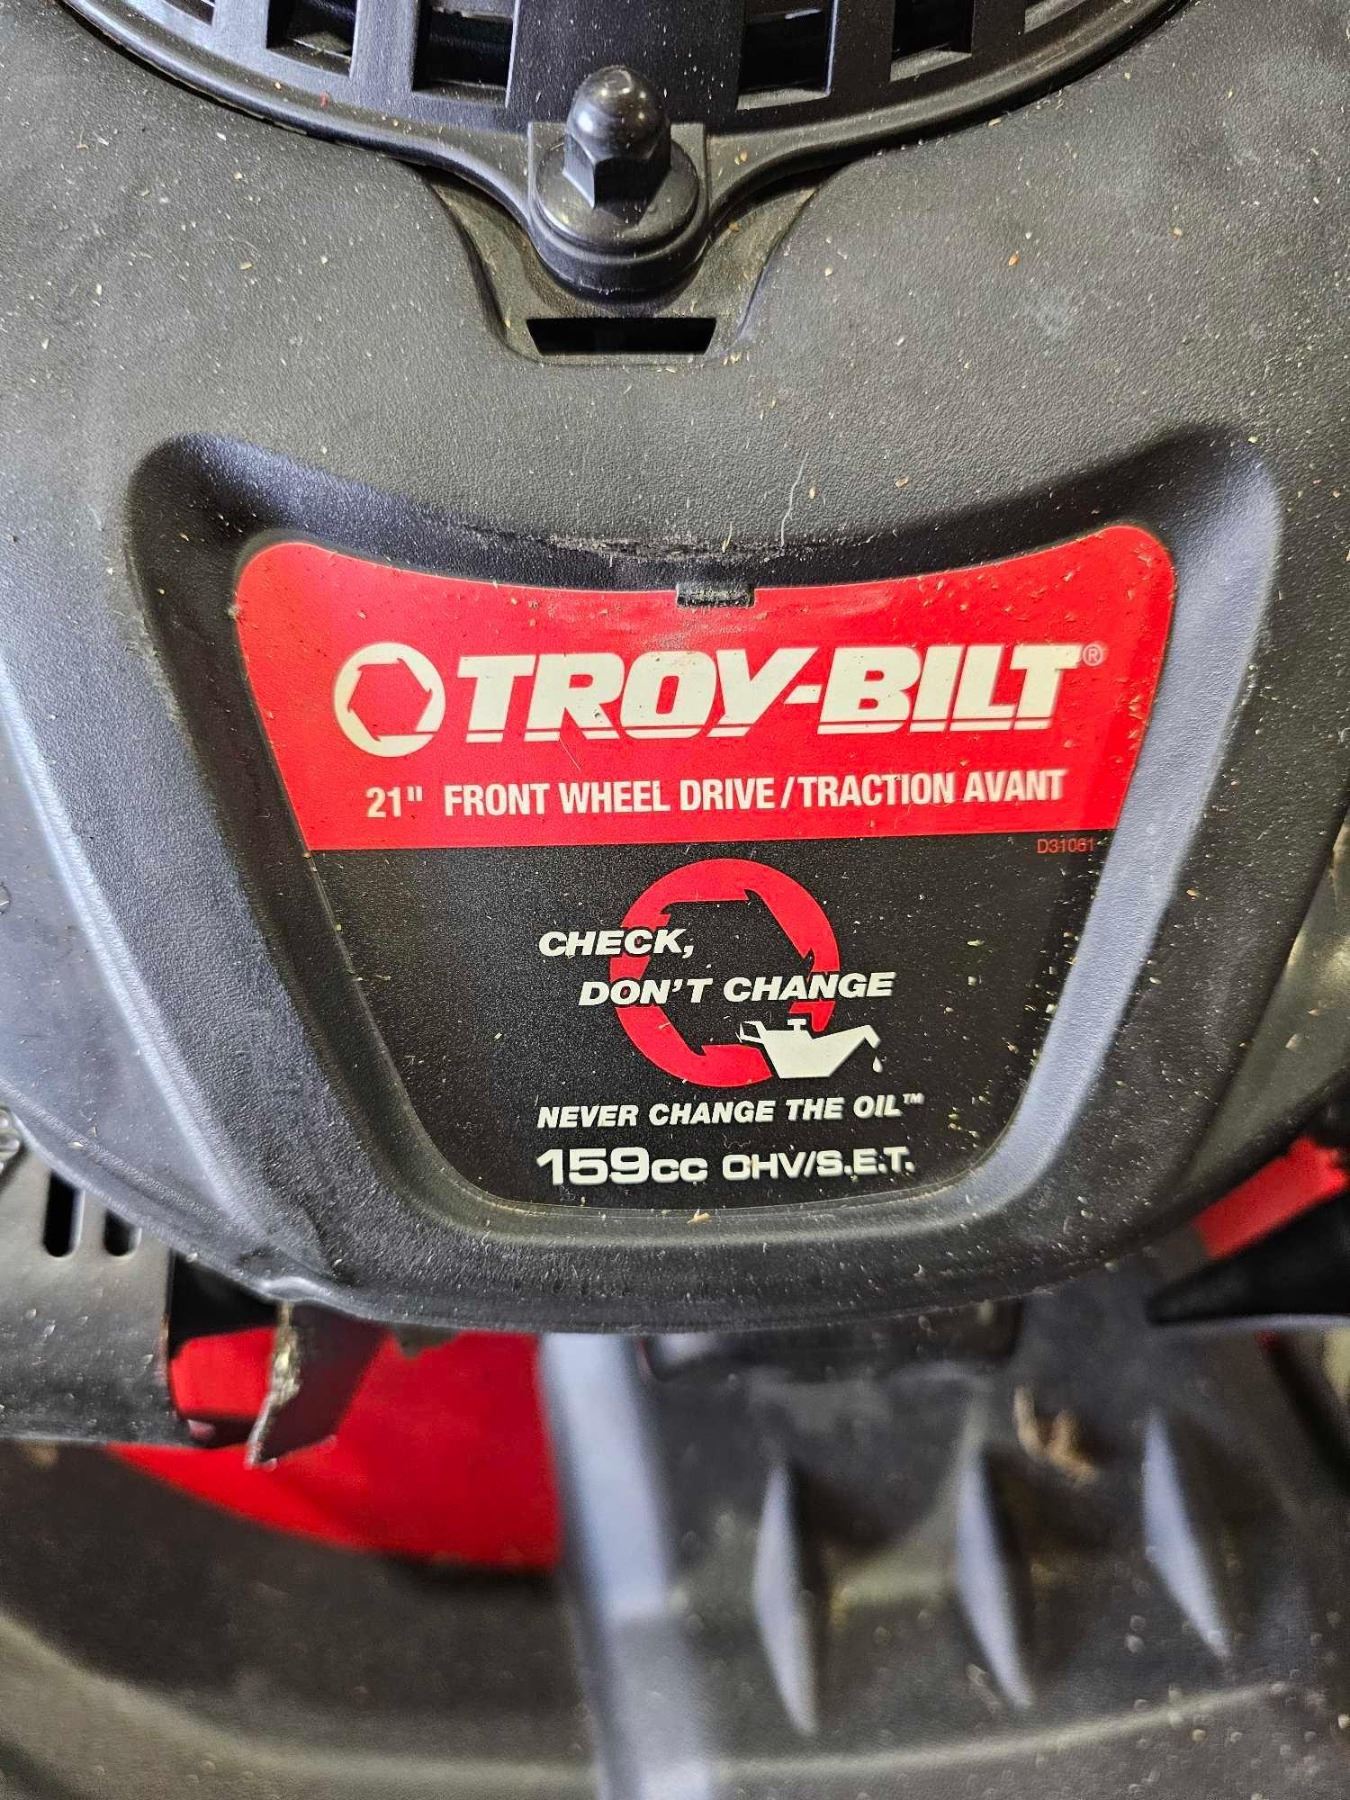 TROY-BILT®
21" FRONT WHEEL DRIVE/TRACTION AVANT
D31061
CHECK,
DON'T CHANGE
NEVER CHANGE THE OIL™
159cc OHV/S.E.T.